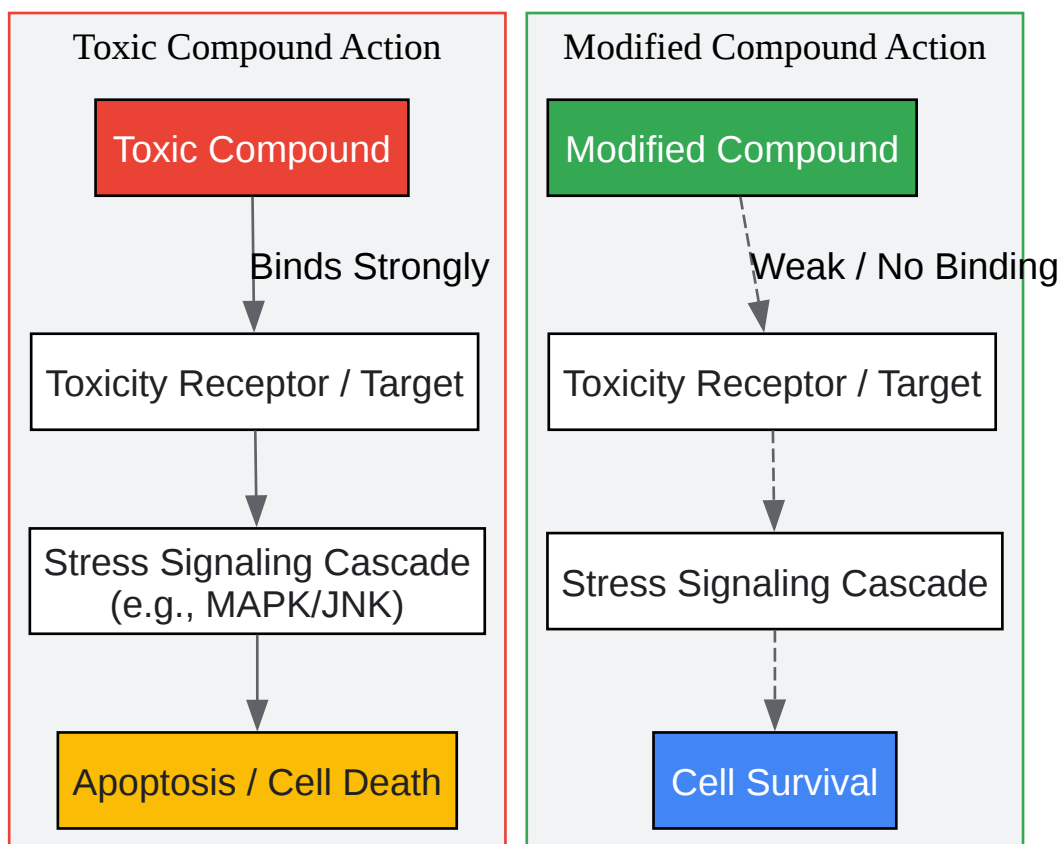 Toxic Compound Action
Toxic Compound
Binds Strongly
Toxicity Receptor / Target
Stress Signaling Cascade
(e.g., MAPK/JNK)
Apoptosis / Cell Death
Modified Compound Action
Modified Compound
Weak / No Binding
Toxicity Receptor / Target
Stress Signaling Cascade
Cell Survival